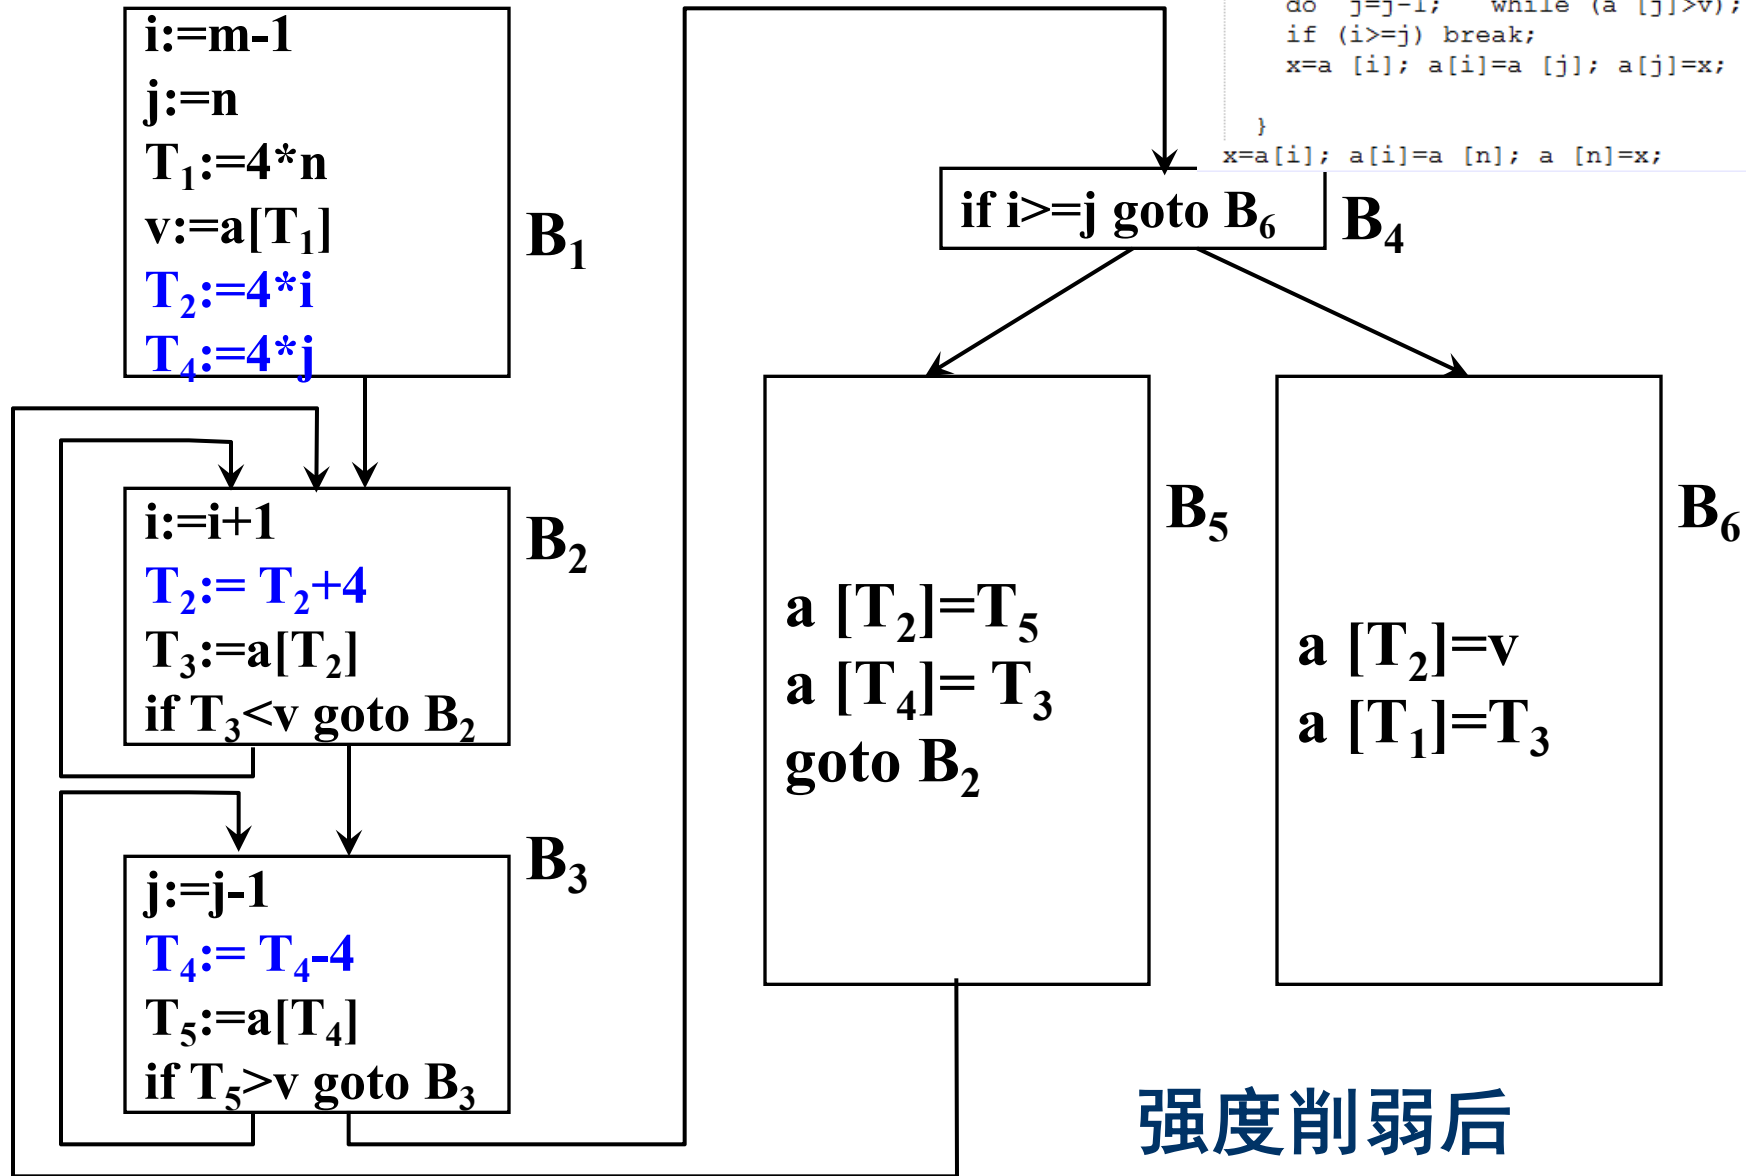 i:=m-1
j:=n
T₁:=4*n
v:=a[T₁]
T₂:=4*i
T₄:=4*j
B₁
i:=i+1
T₂:= T₂+4
T₃:=a[T₂]
if T₃<v goto B₂
B₂
j:=j-1
T₄:= T₄-4
T₅:=a[T₄]
if T₅>v goto B₃
B₃
do j=j-1; while (a [j]>v);
if (i>=j) break;
x=a [i]; a[i]=a [j]; a[j]=x;
}
x=a[i]; a[i]=a [n]; a [n]=x;
if i>=j goto B₆
B₄
a [T₂]=T₅
a [T₄]= T₃
goto B₂
B₅
a [T₂]=v
a [T₁]=T₃
B₆
强度削弱后